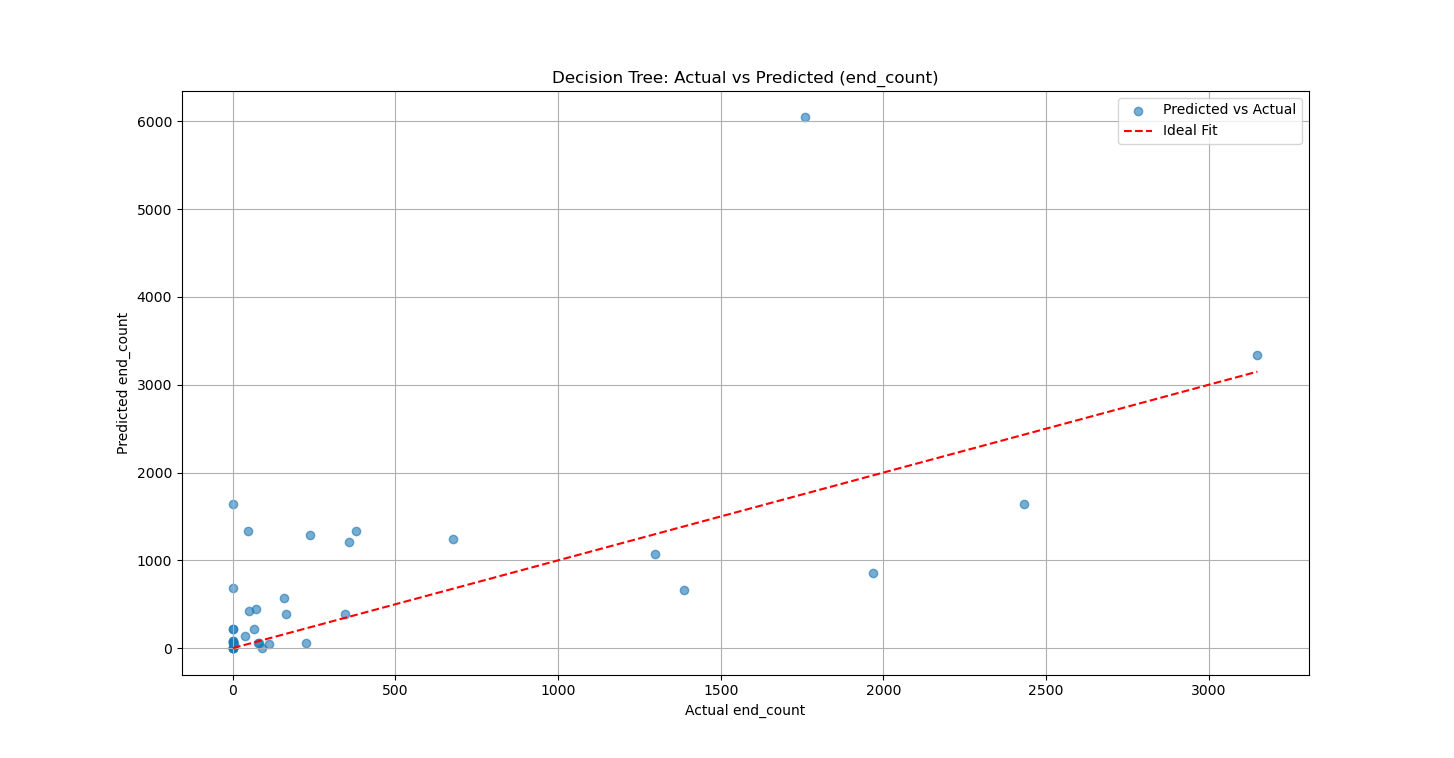 Decision Tree: Actual vs Predicted (end_count)
Predicted vs Actual
Ideal Fit
Predicted end_count
6000
5000
4000
3000
2000
1000
0
0
500
1000
1500
2000
2500
3000
Actual end_count